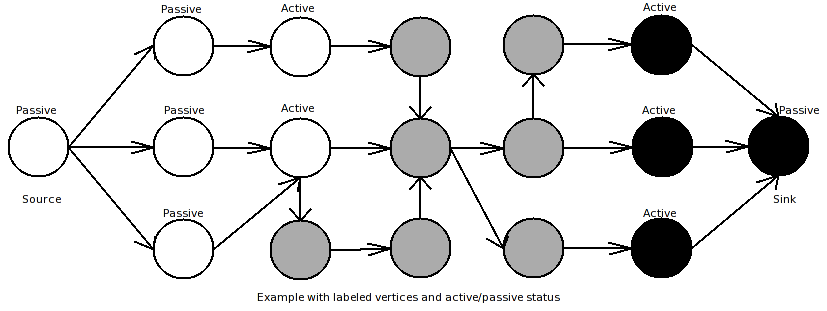 Passive
Active
Active
Passive
Passive
Active
Active
Passive
Source
Passive
Active
Sink
Example with labeled vertices and active/passive status